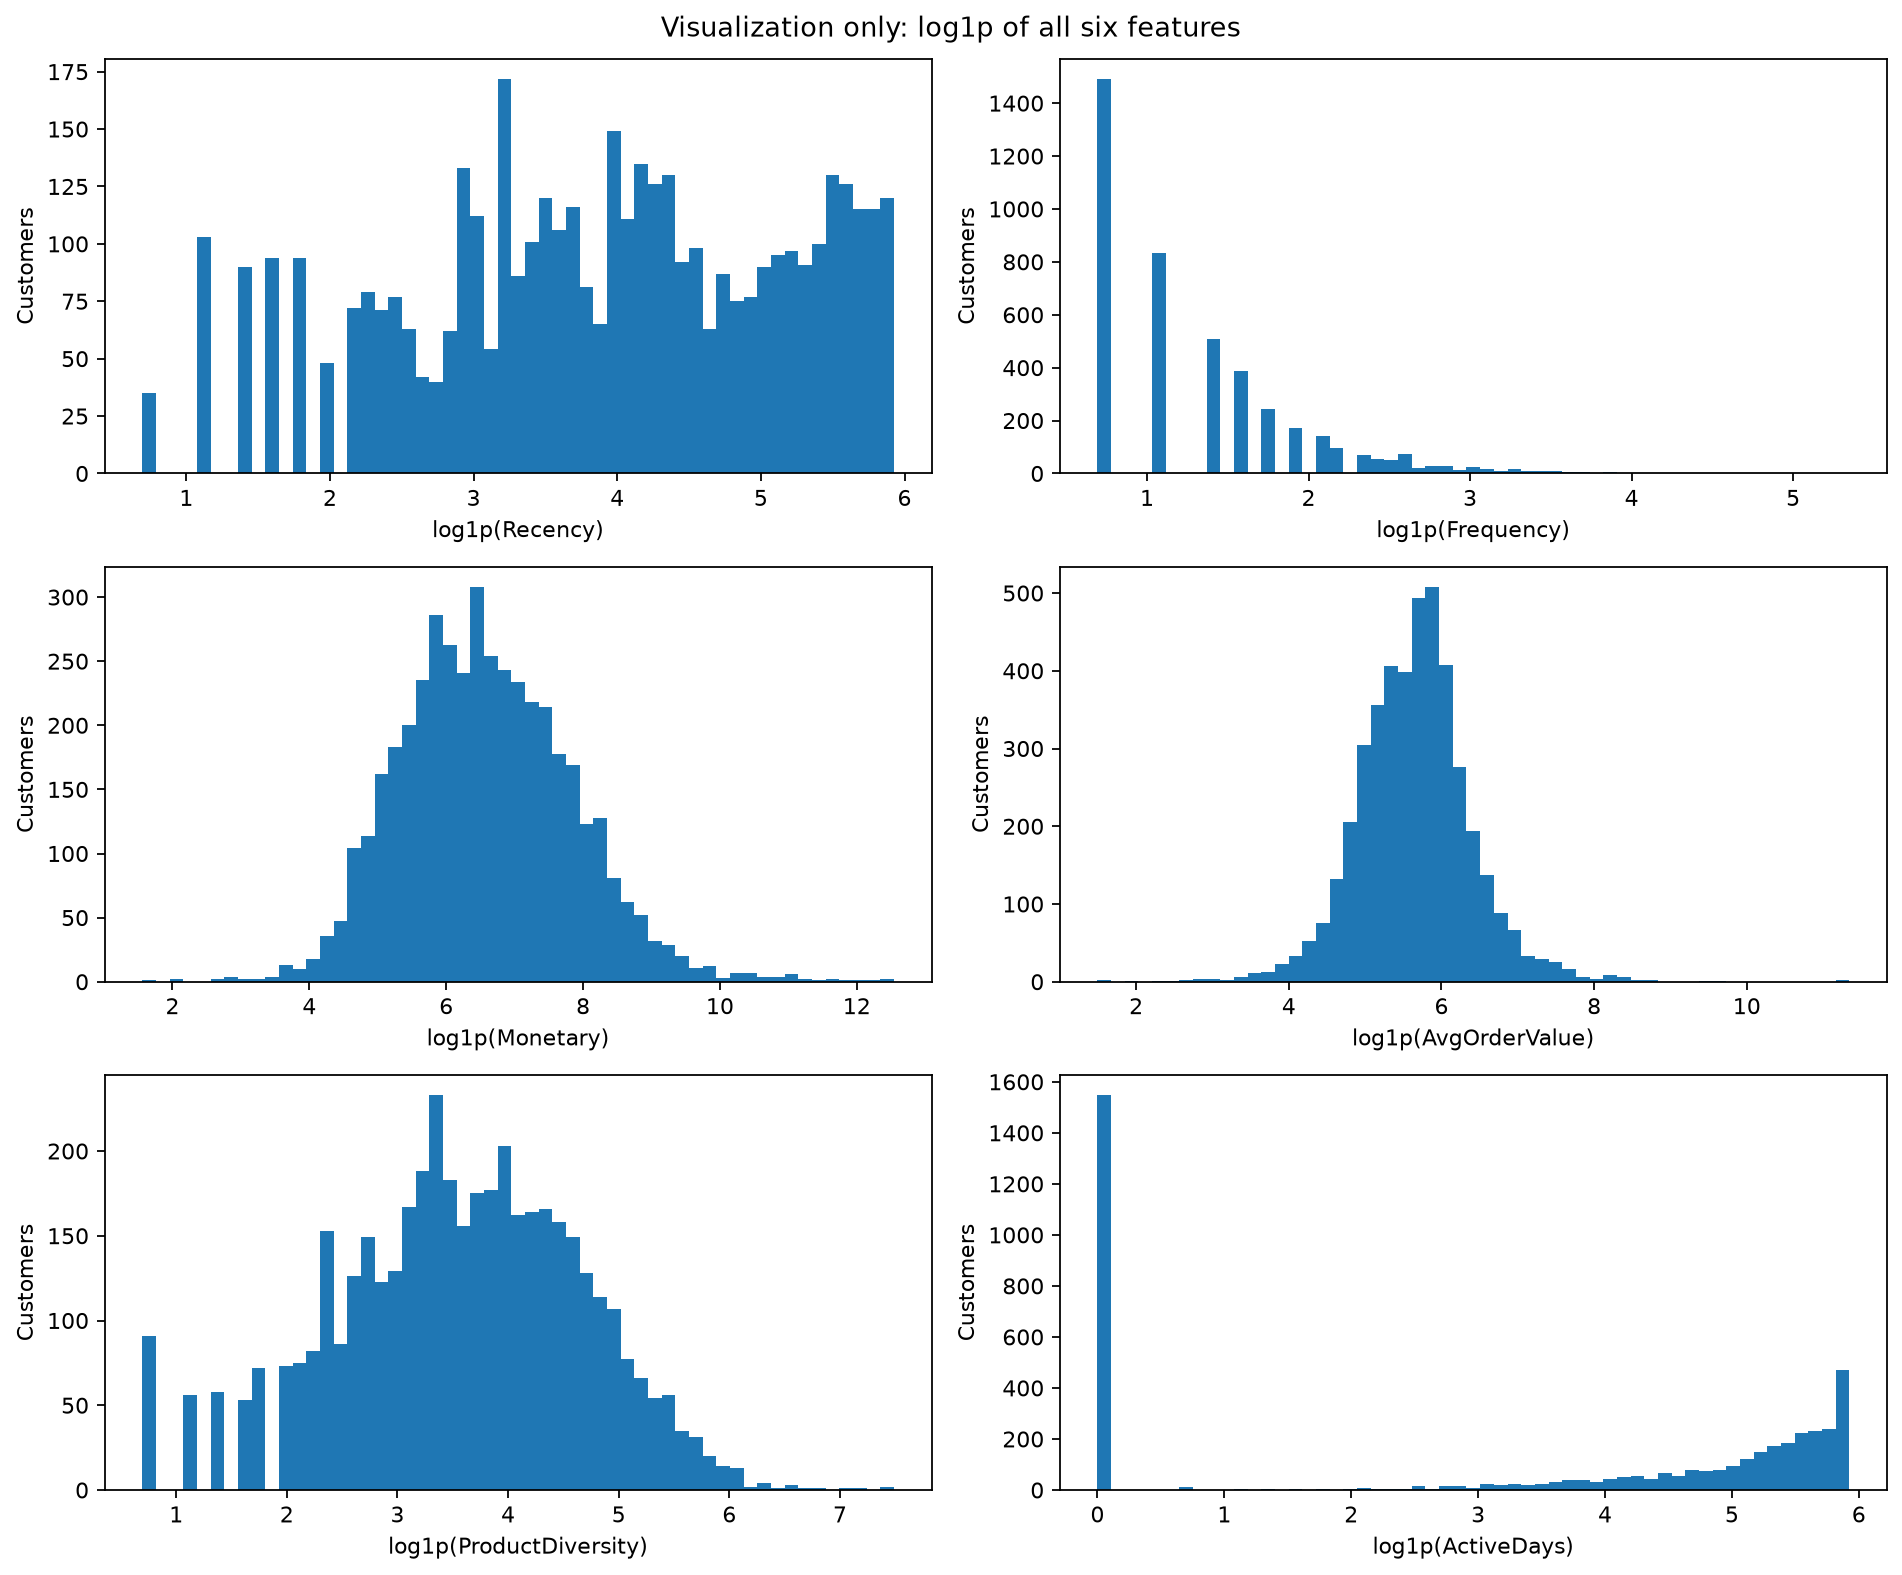 Visualization only: log1p of all six features
175
150
125
100
75
50
25
0
Customers
1 2 3 4 5 6
log1p(Recency)
1400
1200
1000
800
600
400
200
0
Customers
1 2 3 4 5
log1p(Frequency)
300
250
200
150
100
50
0
Customers
2 4 6 8 10 12
log1p(Monetary)
500
400
300
200
100
0
Customers
2 4 6 8 10
log1p(AvgOrderValue)
200
150
100
50
0
Customers
1 2 3 4 5 6 7
log1p(ProductDiversity)
1600
1400
1200
1000
800
600
400
200
0
Customers
0 1 2 3 4 5 6
log1p(ActiveDays)